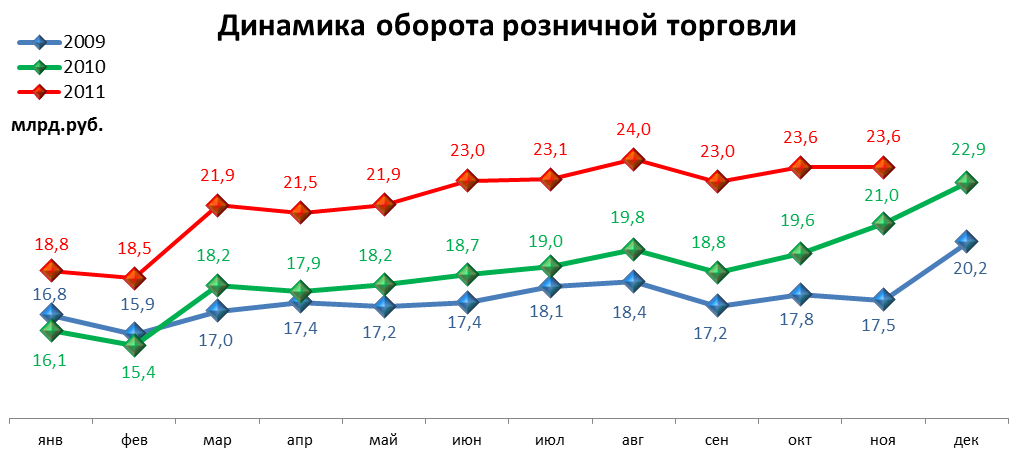 Динамика оборота розничной торговли
2009
2010
2011
млрд.руб.
18,8 18,5 21,9 21,5 21,9 23,0 23,1 24,0 23,0 23,6 23,6
16,1 15,4 18,2 17,9 18,2 18,7 19,0 19,8 18,8 19,6 21,0 22,9
16,8 15,9 17,0 17,4 17,2 17,4 18,1 18,4 17,2 17,8 17,5 20,2
янв фев мар апр май июн июл авг сен окт ноя дек